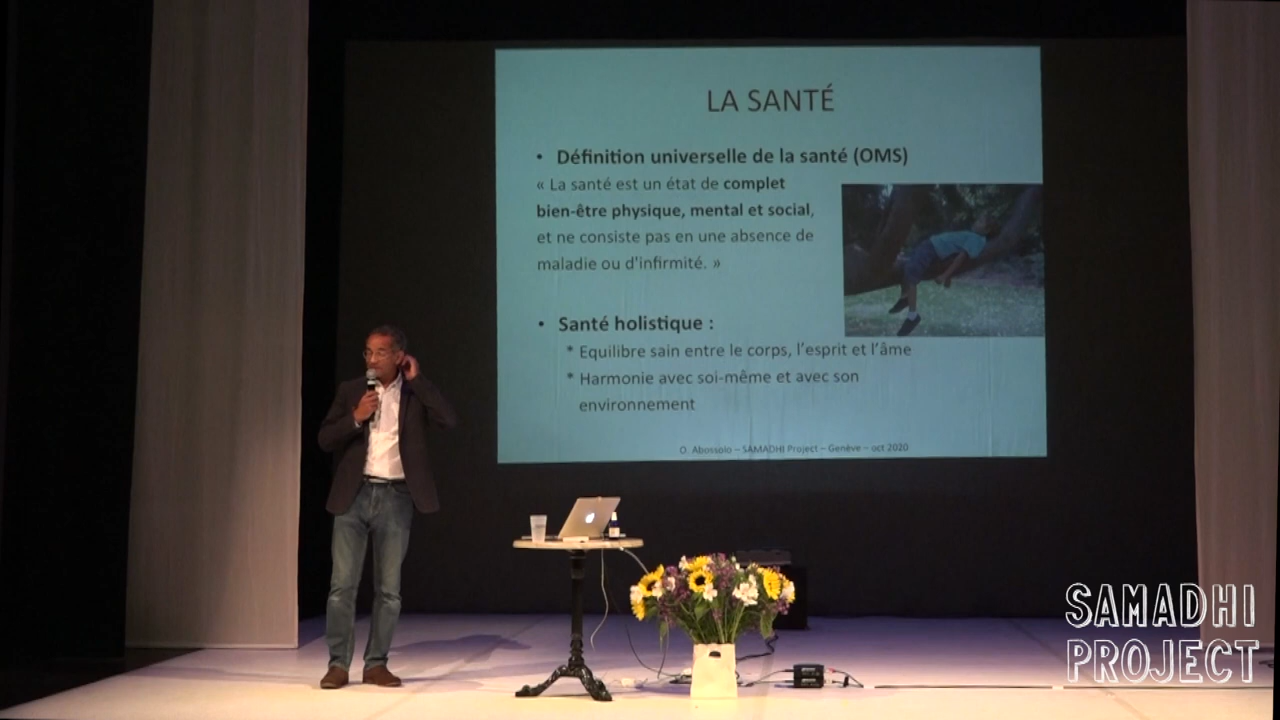 LA SANTÉ
• Définition universelle de la santé (OMS)
« La santé est un état de complet
bien-être physique, mental et social,
et ne consiste pas en une absence de
maladie ou d'infirmité. »
• Santé holistique :
* Equilibre sain entre le corps, l'esprit et l'âme
* Harmonie avec soi-même et avec son
environnement
O. Abossolo – SAMADHI Project – Genève – oct 2020
SAMADHI
PROJECT